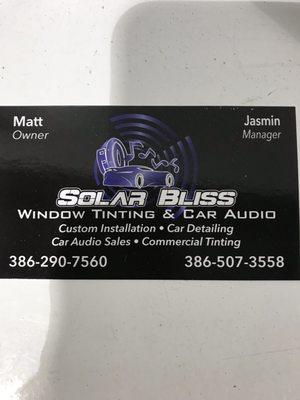 Matt
Owner
Jasmin
Manager
SOLAR BLISS
WINDOW TINTING & CAR AUDIO
Custom Installation • Car Detailing
Car Audio Sales • Commercial Tinting
386-290-7560
386-507-3558